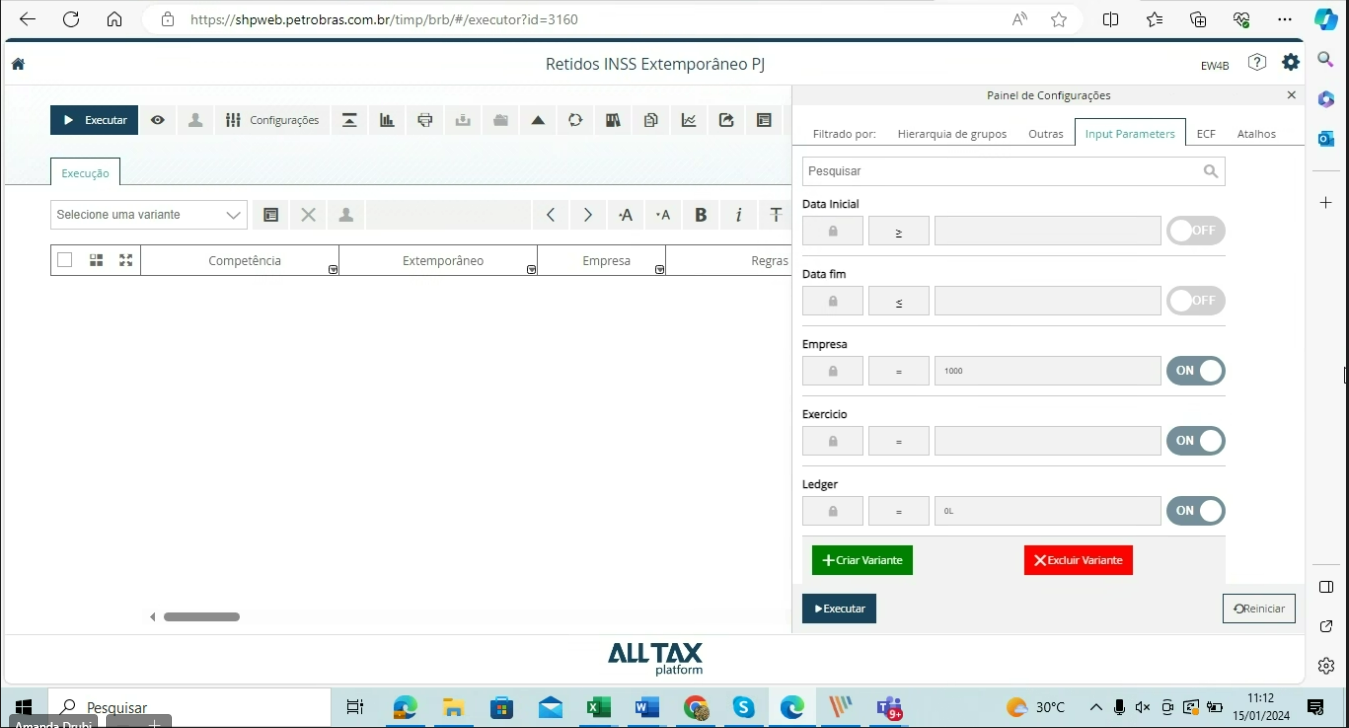 https://shpweb.petrobras.com.br/timp/brb/#/executor?id=3160
Retidos INSS Extemporâneo PJ
EW4B
Executar
Configurações
Execução
Selecione uma variante
Competência
Extemporâneo
Empresa
Regras
Painel de Configurações
Filtrado por:
Hierarquia de grupos
Outras
Input Parameters
ECF
Atalhos
Pesquisar
Data Inicial
≥
OFF
Data fim
≤
OFF
Empresa
=
1000
ON
Exercicio
=
ON
Ledger
=
0L
ON
+Criar Variante
Excluir Variante
Executar
Reiniciar
ALL TAX
platform
Pesquisar
Amanda Drubi
9+
30°C
11:12
15/01/2024